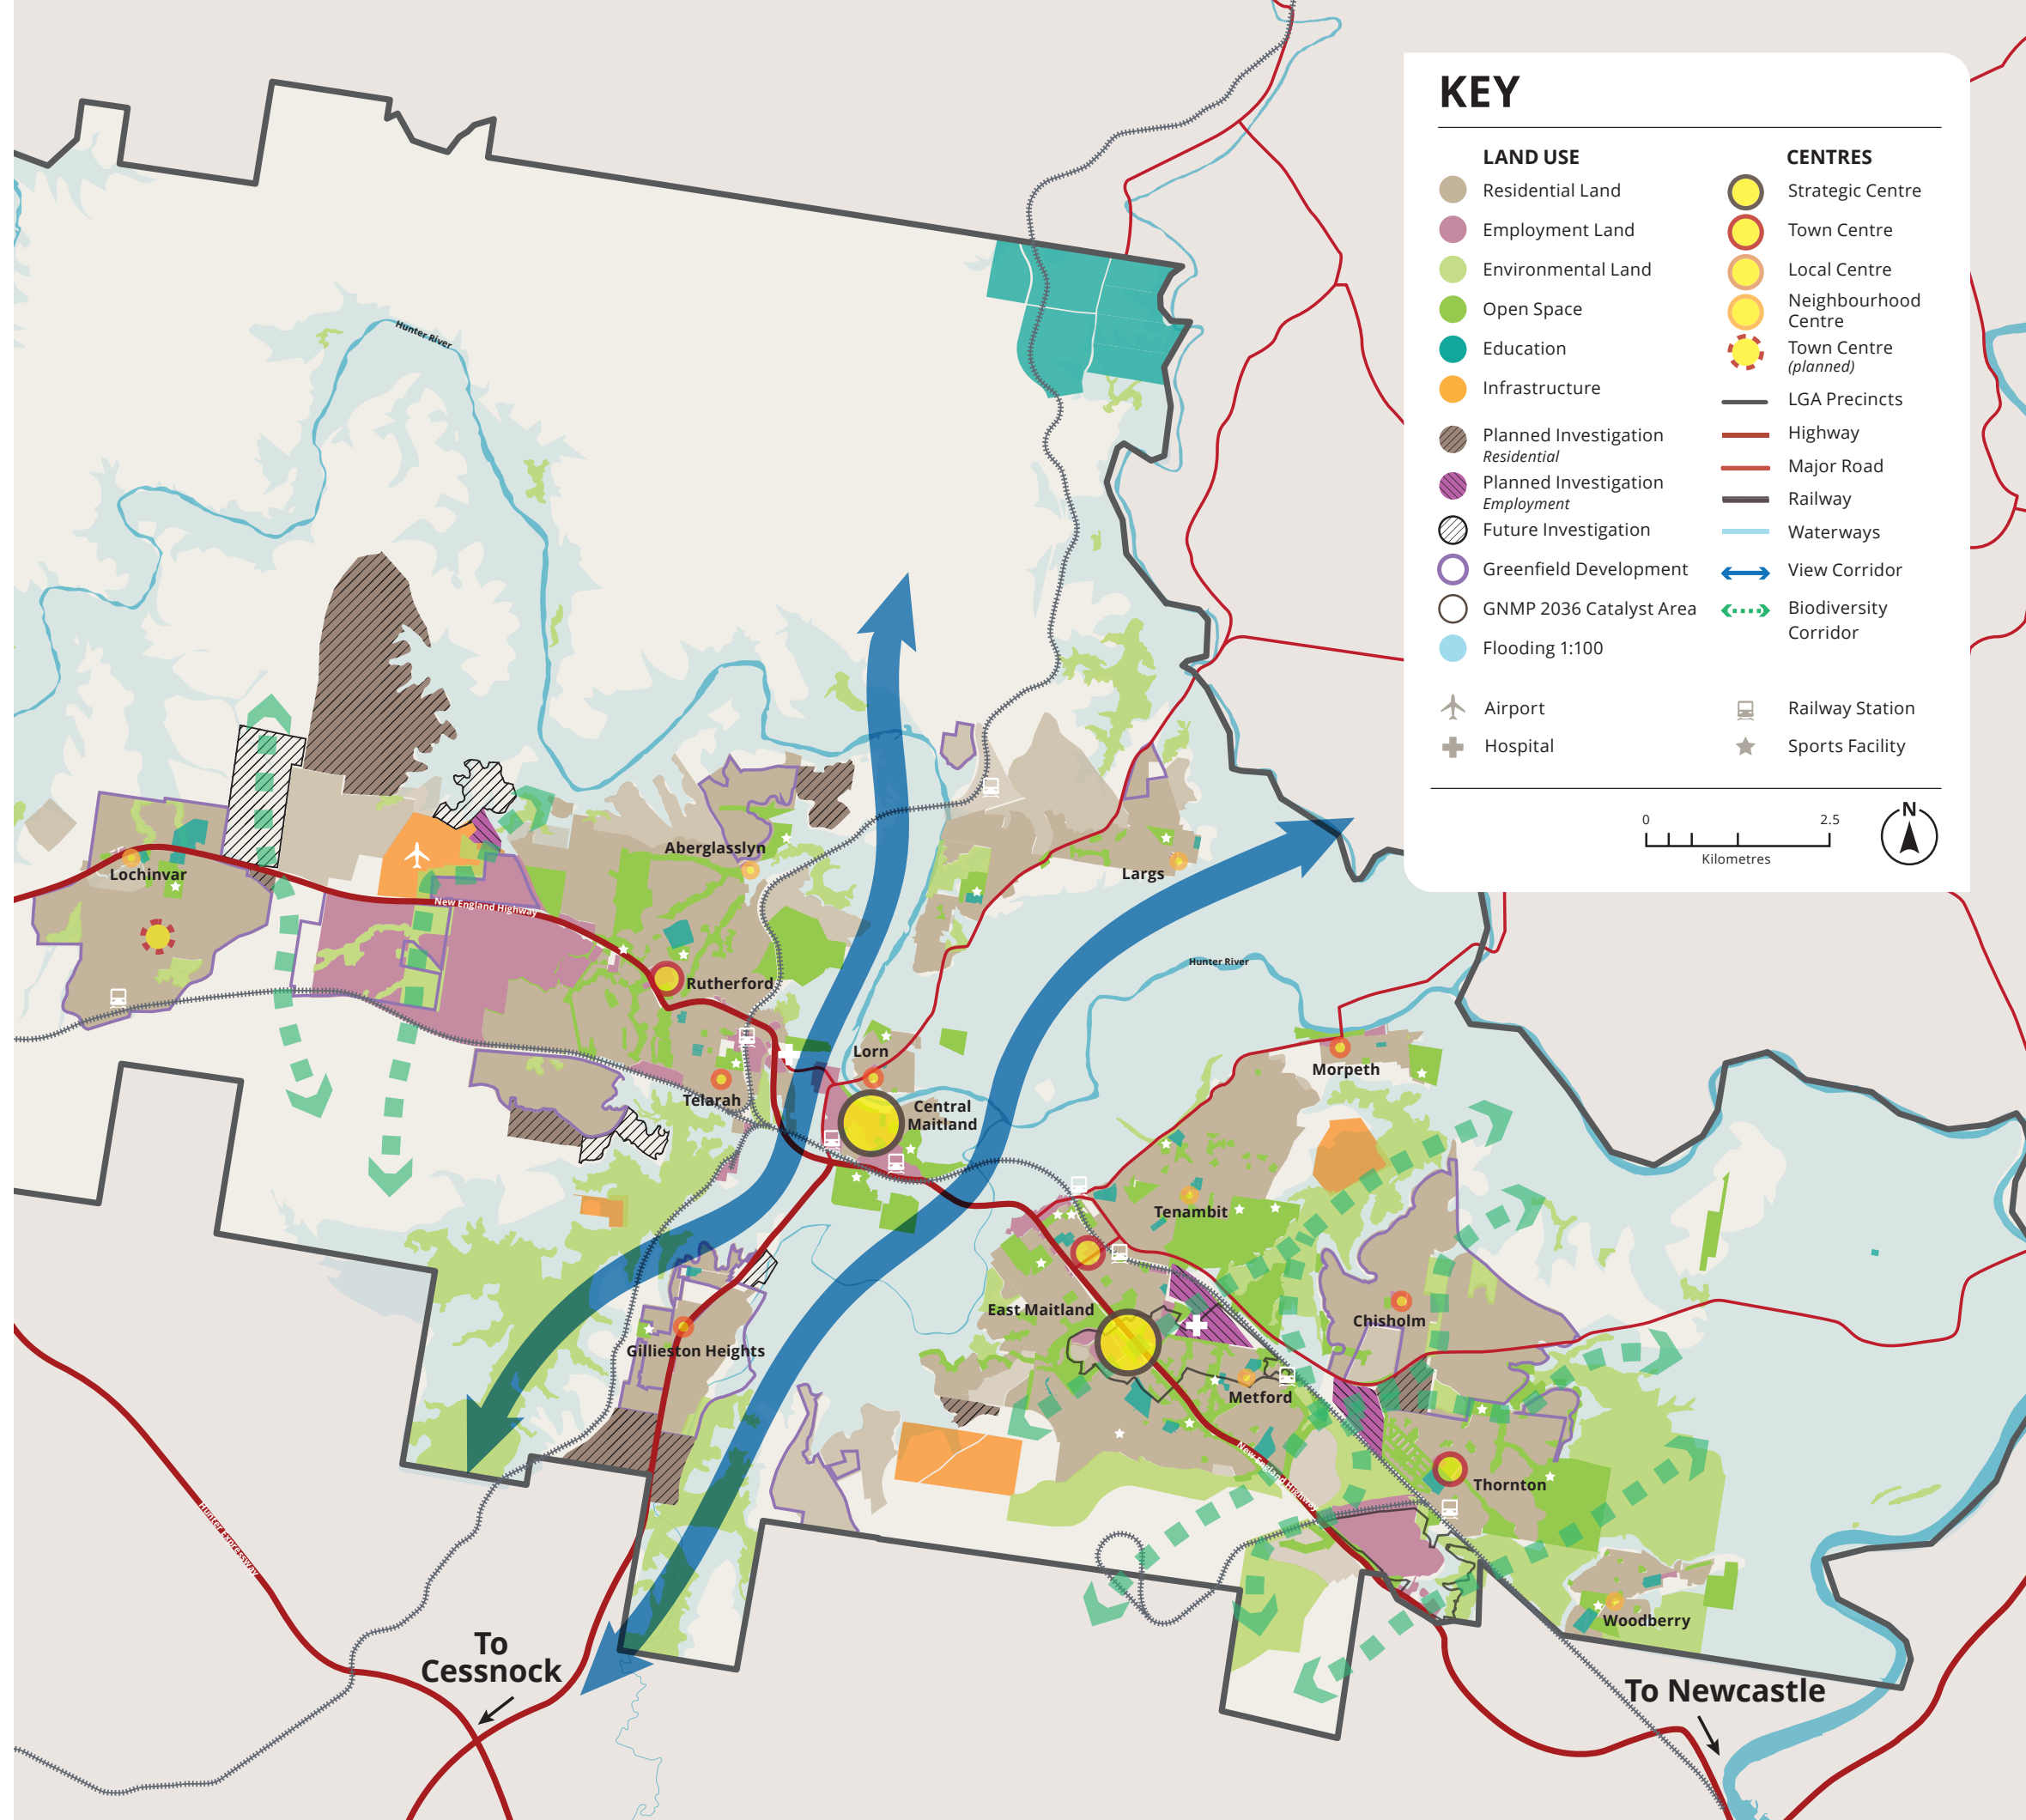 KEY
LAND USE
Residential Land
Employment Land
Environmental Land
Open Space
Education
Infrastructure
Planned Investigation
Residential
Planned Investigation
Employment
Future Investigation
Greenfield Development
GNMP 2036 Catalyst Area
Flooding 1:100
Airport
Hospital
CENTRES
Strategic Centre
Town Centre
Local Centre
Neighbourhood
Centre
Town Centre
(planned)
LGA Precincts
Highway
Major Road
Railway
Waterways
View Corridor
Biodiversity
Corridor
Railway Station
Sports Facility
0
2.5
Kilometres
N
Hunter River
Aberglasslyn
Lochinvar
Largs
New England Highway
Hunter River
Rutherford
Lorn
Morpeth
Telarah
Central
Maitland
Tenambit
East Maitland
Chisholm
Gillieston Heights
Metford
New England Highway
Thornton
Hunter Expressway
Woodberry
To
Cessnock
To Newcastle